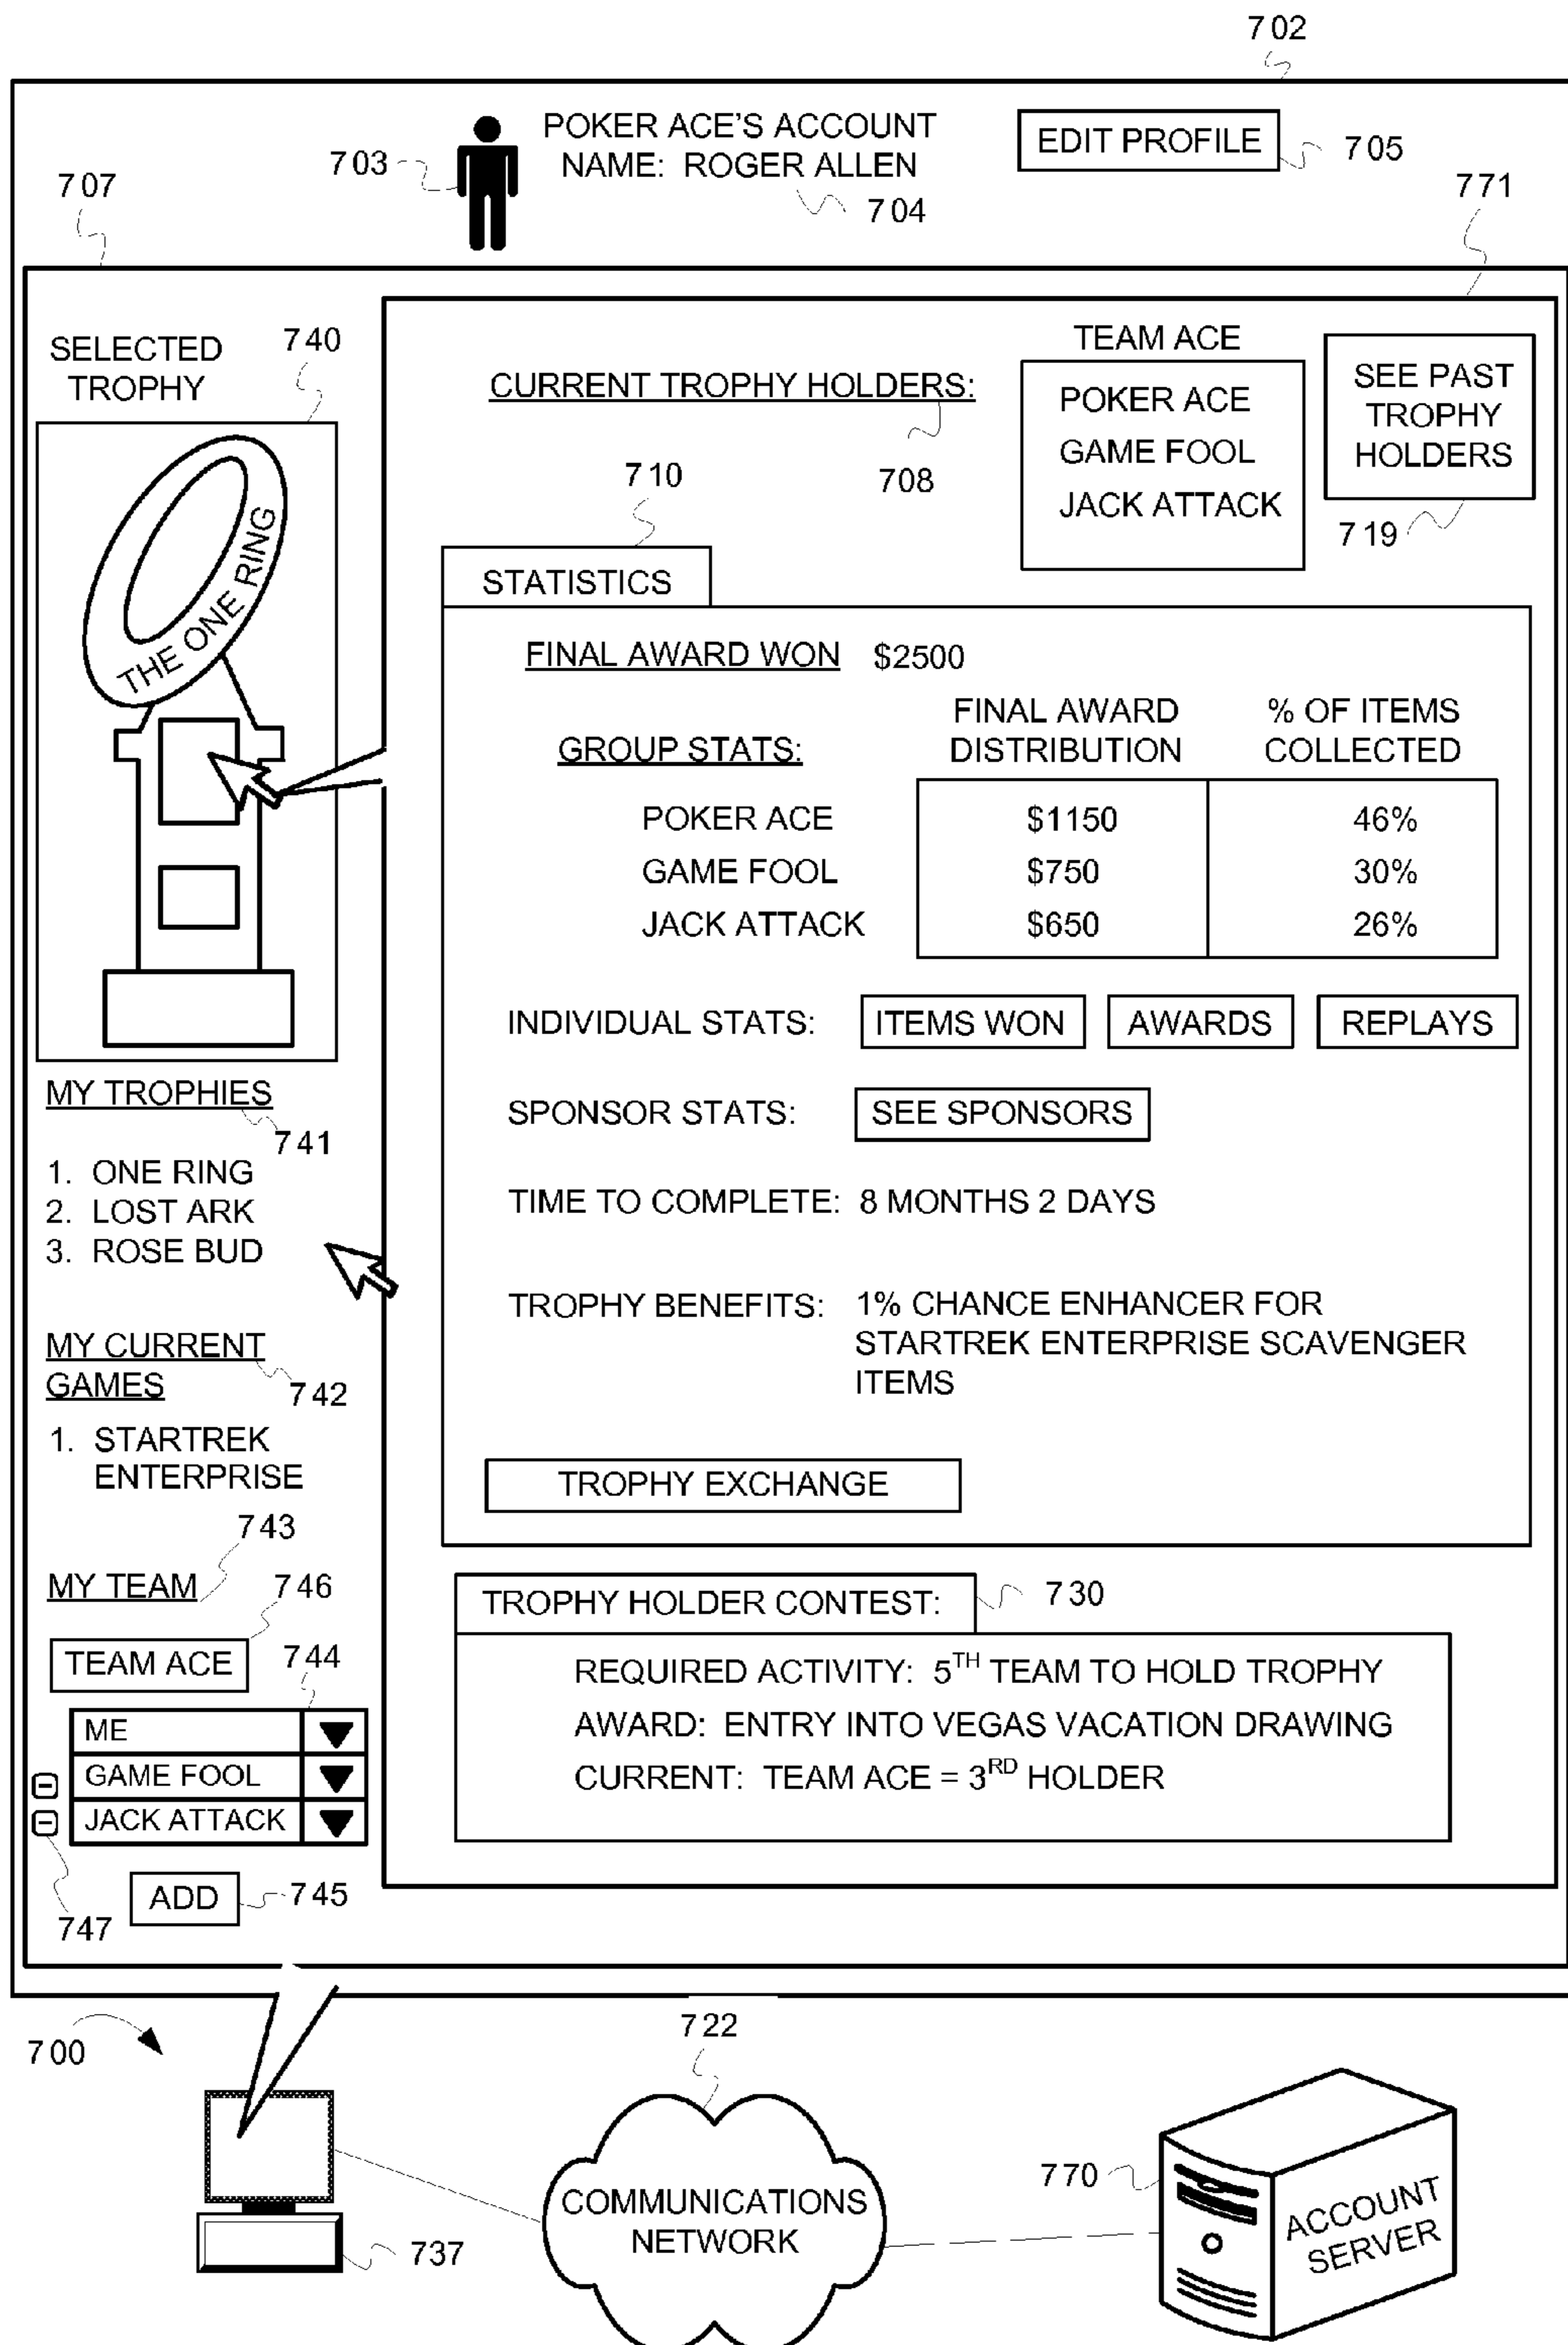 702
POKER ACE'S ACCOUNT
NAME: ROGER ALLEN
EDIT PROFILE
703
704
705
707
771
SELECTED
TROPHY
740
THE ONE RING
CURRENT TROPHY HOLDERS:
708
TEAM ACE
POKER ACE
GAME FOOL
JACK ATTACK
SEE PAST
TROPHY
HOLDERS
719
710
STATISTICS
FINAL AWARD WON $2500
GROUP STATS:
FINAL AWARD
DISTRIBUTION
% OF ITEMS
COLLECTED
POKER ACE $1150 46%
GAME FOOL $750 30%
JACK ATTACK $650 26%
INDIVIDUAL STATS: ITEMS WON AWARDS REPLAYS
SPONSOR STATS: SEE SPONSORS
TIME TO COMPLETE: 8 MONTHS 2 DAYS
TROPHY BENEFITS: 1% CHANCE ENHANCER FOR
STARTREK ENTERPRISE SCAVENGER
ITEMS
TROPHY EXCHANGE
MY TROPHIES
741
1. ONE RING
2. LOST ARK
3. ROSE BUD
MY CURRENT
GAMES
742
1. STARTREK
ENTERPRISE
743
MY TEAM
746
TEAM ACE
744
ME
GAME FOOL
JACK ATTACK
ADD
745
747
TROPHY HOLDER CONTEST:
730
REQUIRED ACTIVITY: 5TH TEAM TO HOLD TROPHY
AWARD: ENTRY INTO VEGAS VACATION DRAWING
CURRENT: TEAM ACE = 3RD HOLDER
700
722
737
COMMUNICATIONS
NETWORK
770
ACCOUNT
SERVER